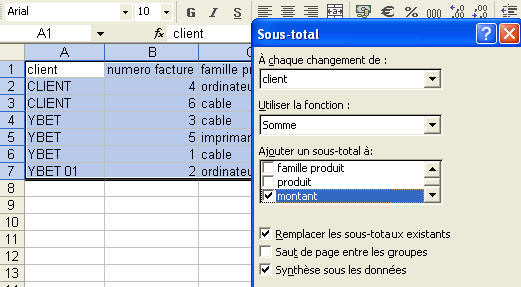 Arial 10 G I S €
A1 client
A B C
1 client numero facture famille pr
2 CLIENT 4 ordinateu
3 CLIENT 6 cable
4 YBET 3 cable
5 YBET 5 imprimar
6 YBET 1 cable
7 YBET 01 2 ordinateu
8
9
10
11
12
13
14
Sous-total
À chaque changement de :
client
Utiliser la fonction :
Somme
Ajouter un sous-total à:
famille produit
produit
montant
Remplacer les sous-totaux existants
Saut de page entre les groupes
Synthèse sous les données